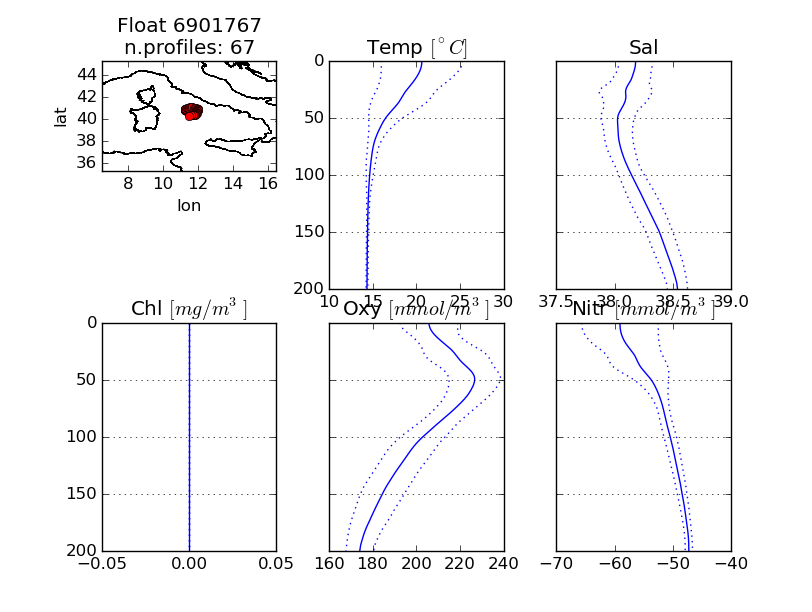 Float 6901767
n.profiles: 67
lat
44
42
40
38
36
8 10 12 14 16
lon
Temp [°C]
0
50
100
150
200
10 15 20 25 30
Sal
37.5 38.0 38.5 39.0
Chl [mg/m³]
0
50
100
150
200
−0.05 0.00 0.05
Oxy [mmol/m³]
160 180 200 220 240
Nitr [mmol/m³]
−70 −60 −50 −40